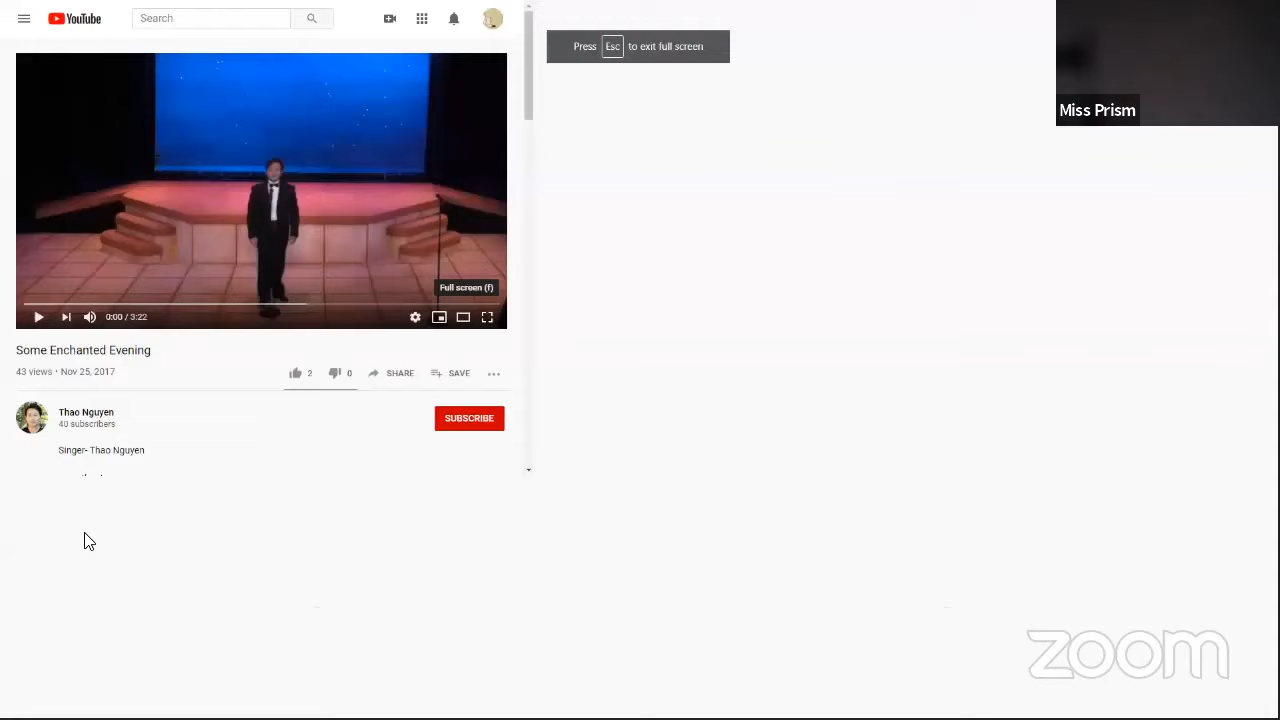 YouTube
Search
Press Esc to exit full screen
Miss Prism
Full screen (f)
0:00 / 3:22
Some Enchanted Evening
43 views • Nov 25, 2017
2 0 SHARE SAVE
Thao Nguyen
40 subscribers
SUBSCRIBE
Singer- Thao Nguyen
zoom